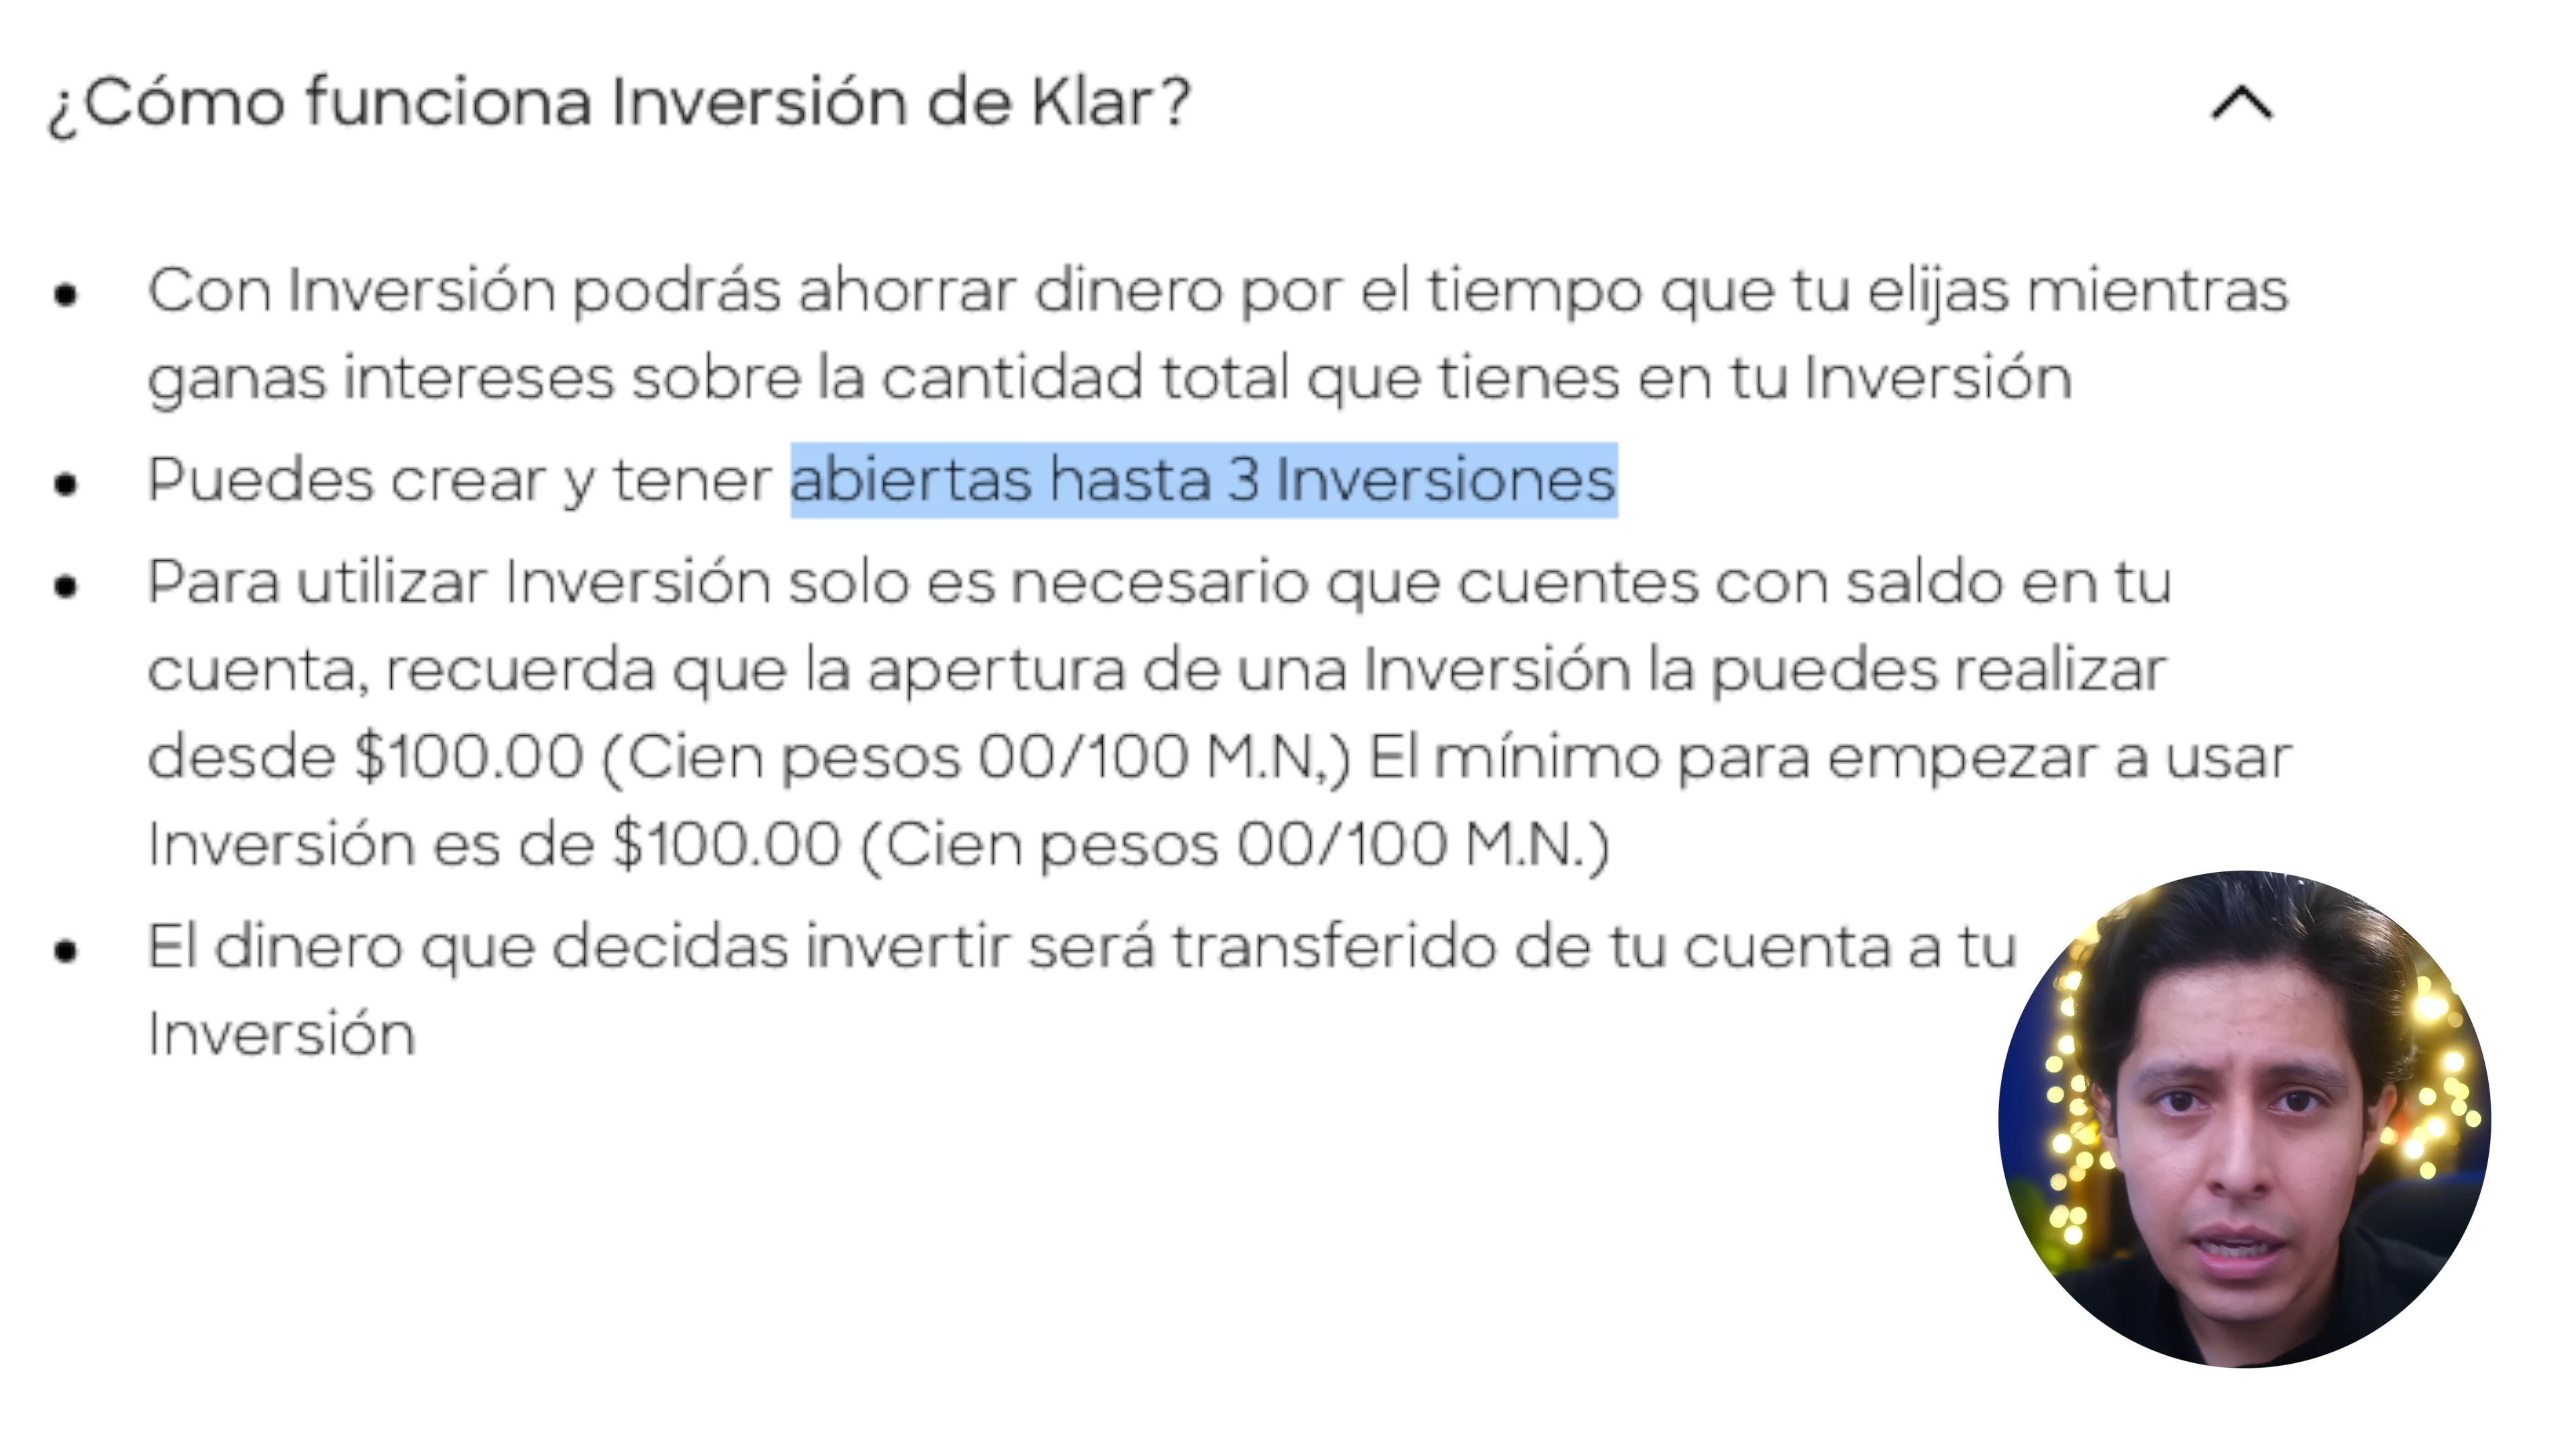 ¿Cómo funciona Inversión de Klar?
• Con Inversión podrás ahorrar dinero por el tiempo que tu elijas mientras
ganas intereses sobre la cantidad total que tienes en tu Inversión
• Puedes crear y tener abiertas hasta 3 Inversiones
• Para utilizar Inversión solo es necesario que cuentes con saldo en tu
cuenta, recuerda que la apertura de una Inversión la puedes realizar
desde $100.00 (Cien pesos 00/100 M.N,) El mínimo para empezar a usar
Inversión es de $100.00 (Cien pesos 00/100 M.N.)
• El dinero que decidas invertir será transferido de tu cuenta a tu
Inversión